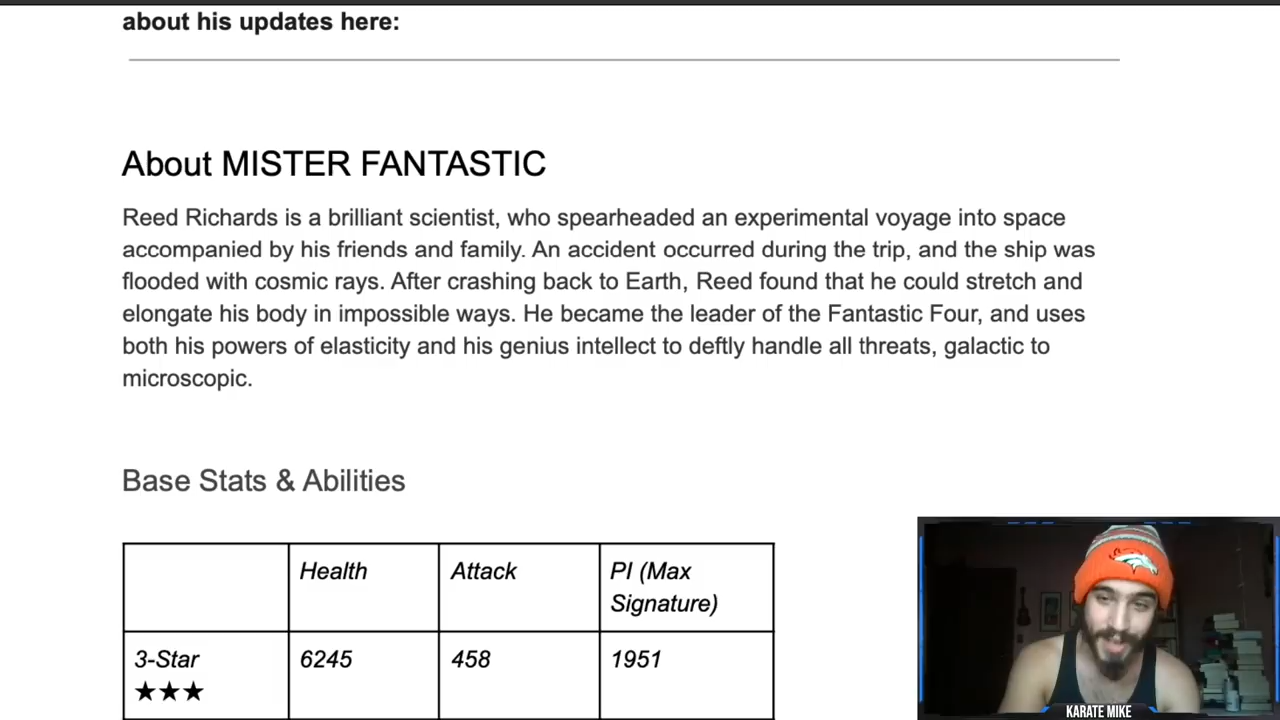 about his updates here:
About MISTER FANTASTIC
Reed Richards is a brilliant scientist, who spearheaded an experimental voyage into space
accompanied by his friends and family. An accident occurred during the trip, and the ship was
flooded with cosmic rays. After crashing back to Earth, Reed found that he could stretch and
elongate his body in impossible ways. He became the leader of the Fantastic Four, and uses
both his powers of elasticity and his genius intellect to deftly handle all threats, galactic to
microscopic.
Base Stats & Abilities
Health Attack PI (Max
Signature)
3-Star 6245 458 1951
★★★
KARATE MIKE